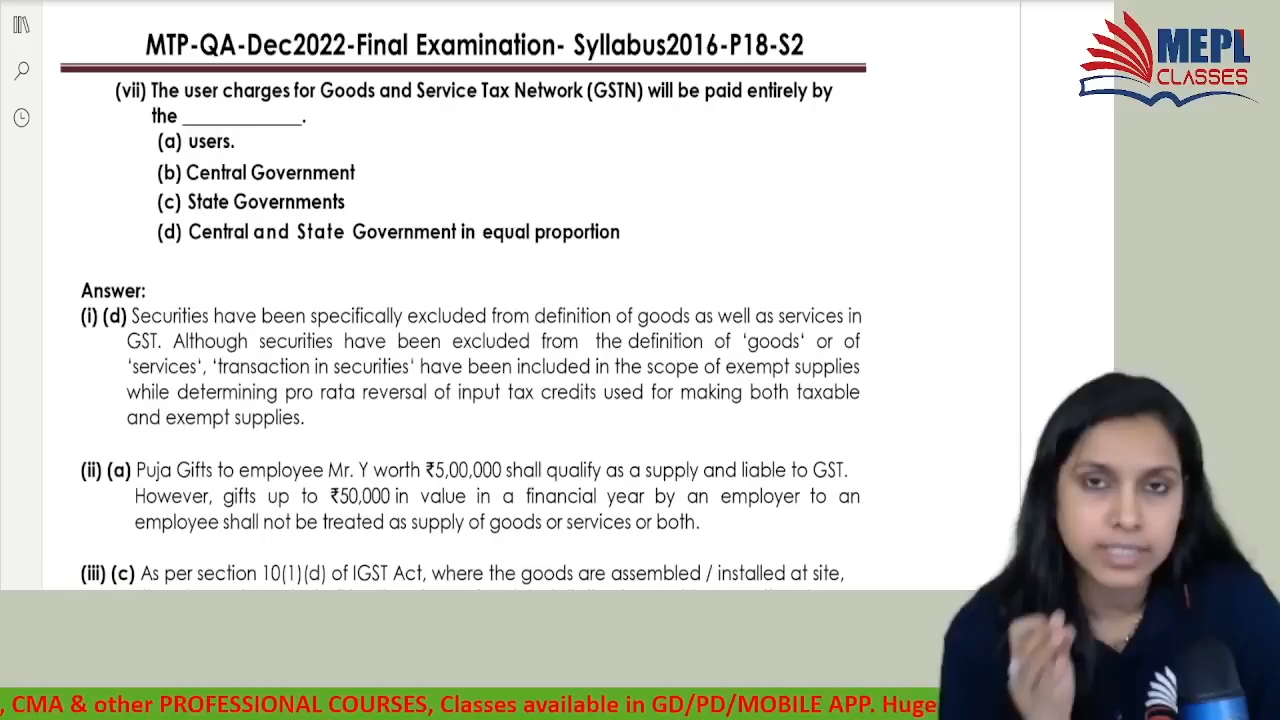 MTP-QA-Dec2022-Final Examination- Syllabus2016-P18-S2
MEPL
CLASSES
(vii) The user charges for Goods and Service Tax Network (GSTN) will be paid entirely by
the ____________.
(a) users.
(b) Central Government
(c) State Governments
(d) Central and State Government in equal proportion
Answer:
(i) (d) Securities have been specifically excluded from definition of goods as well as services in
GST. Although securities have been excluded from the definition of 'goods' or of
'services', 'transaction in securities' have been included in the scope of exempt supplies
while determining pro rata reversal of input tax credits used for making both taxable
and exempt supplies.
(ii) (a) Puja Gifts to employee Mr. Y worth ₹5,00,000 shall qualify as a supply and liable to GST.
However, gifts up to ₹50,000 in value in a financial year by an employer to an
employee shall not be treated as supply of goods or services or both.
(iii) (c) As per section 10(1)(d) of IGST Act, where the goods are assembled / installed at site,
, CMA & other PROFESSIONAL COURSES, Classes available in GD/PD/MOBILE APP. Huge